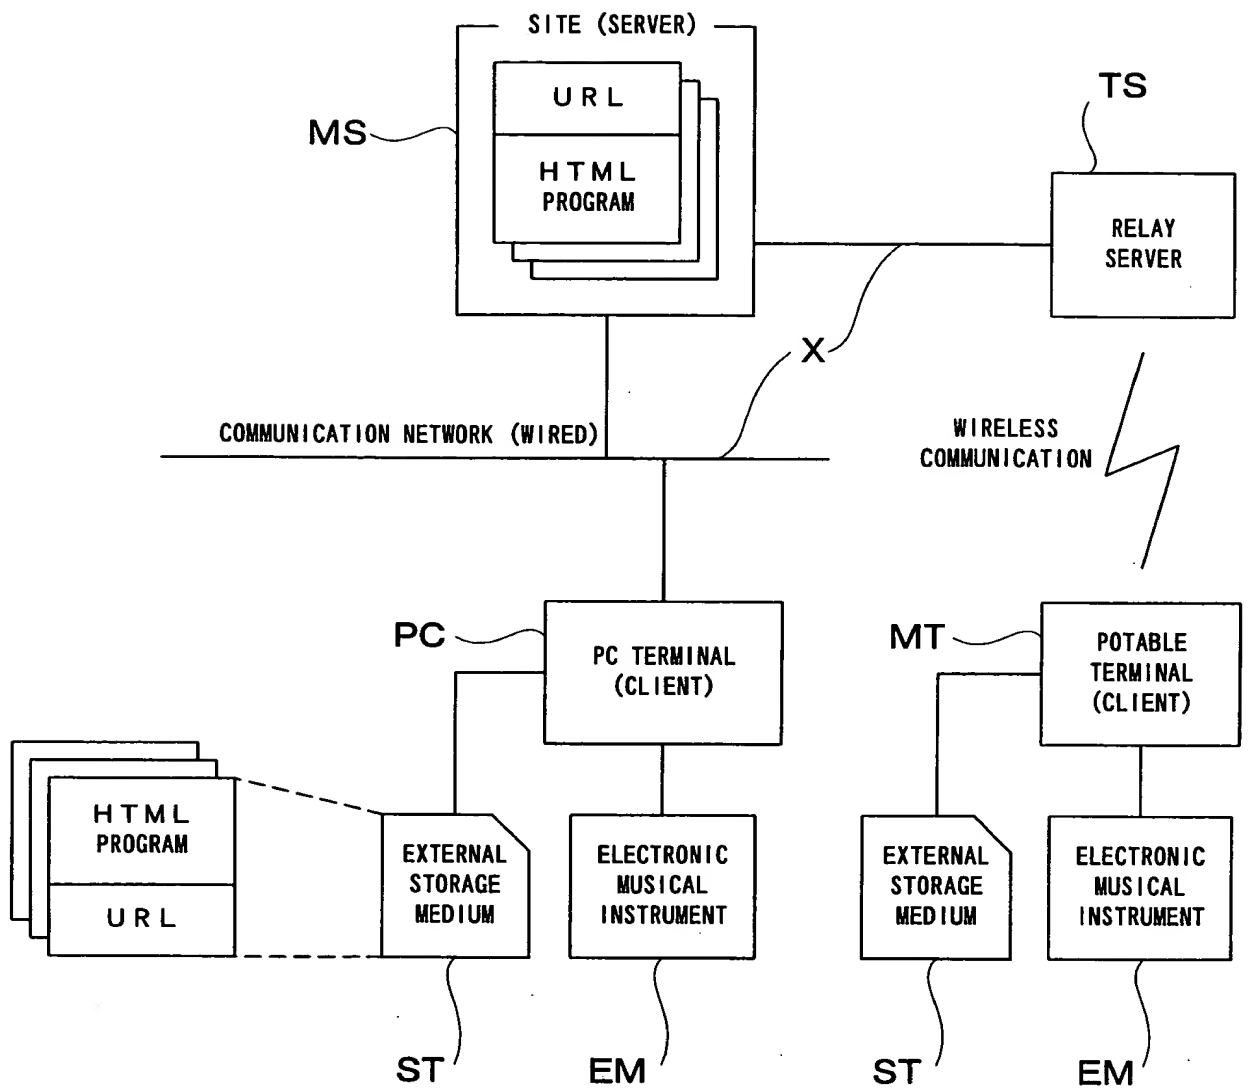 SITE (SERVER)
URL
HTML
PROGRAM
MS
TS
RELAY
SERVER
X
COMMUNICATION NETWORK (WIRED)
WIRELESS
COMMUNICATION
PC
PC TERMINAL
(CLIENT)
MT
POTABLE
TERMINAL
(CLIENT)
HTML
PROGRAM
URL
EXTERNAL
STORAGE
MEDIUM
ELECTRONIC
MUSICAL
INSTRUMENT
EXTERNAL
STORAGE
MEDIUM
ELECTRONIC
MUSICAL
INSTRUMENT
ST
EM
ST
EM